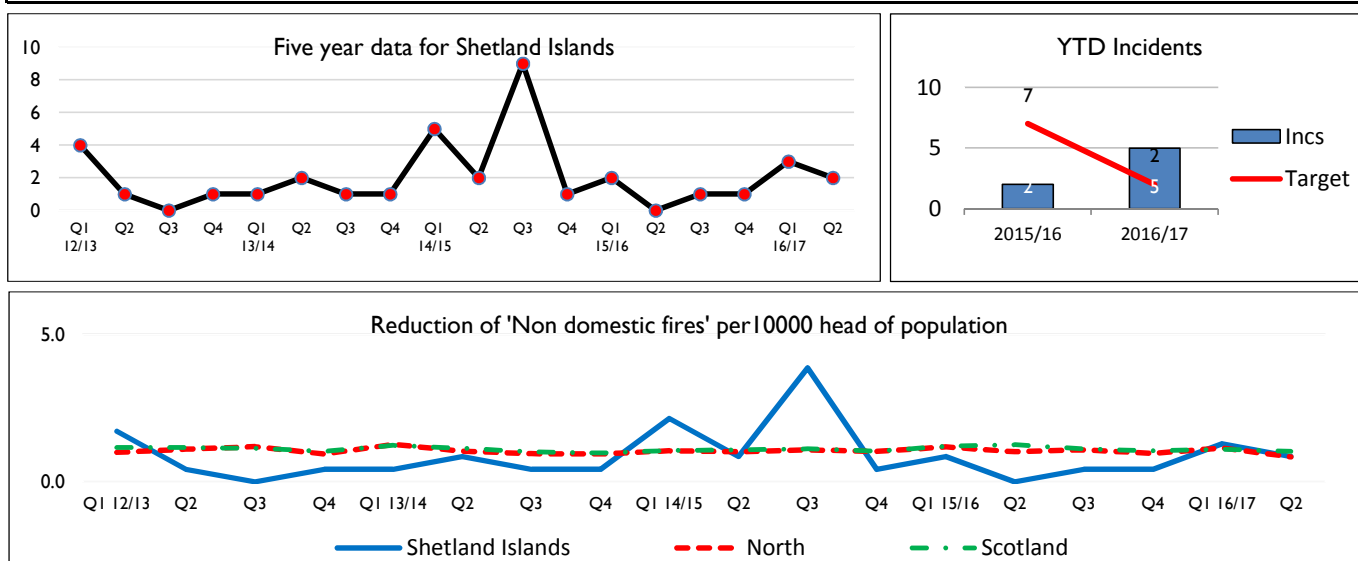 Five year data for Shetland Islands
10
8
6
4
2
0
Q1 Q2 Q3 Q4 Q1 Q2 Q3 Q4 Q1 Q2 Q3 Q4 Q1 Q2 Q3 Q4 Q1 Q2
12/13 13/14 14/15 15/16 16/17
YTD Incidents
10
5
0
7
2
2
5
2015/16 2016/17
Incs
Target
Reduction of 'Non domestic fires' per10000 head of population
5.0
0.0
Q1 12/13 Q2 Q3 Q4 Q1 13/14 Q2 Q3 Q4 Q1 14/15 Q2 Q3 Q4 Q1 15/16 Q2 Q3 Q4 Q1 16/17 Q2
Shetland Islands North Scotland